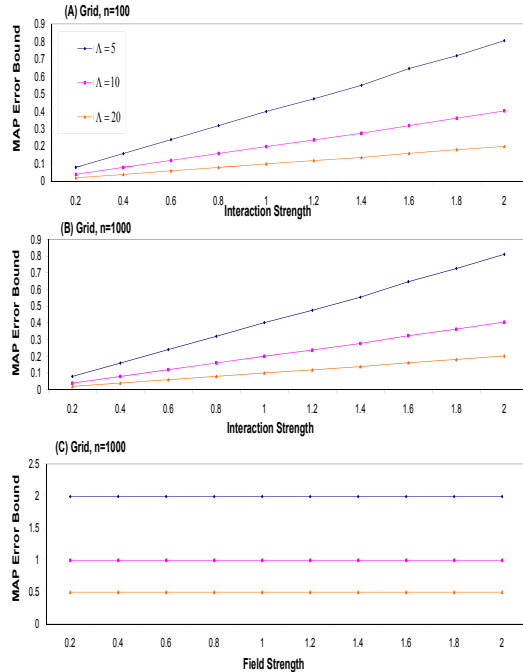 (A) Grid, n=100
MAP Error Bound
0.9
0.8
0.7
0.6
0.5
0.4
0.3
0.2
0.1
0
Λ = 5
Λ = 10
Λ = 20
0.2 0.4 0.6 0.8 1 1.2 1.4 1.6 1.8 2
Interaction Strength
(B) Grid, n=1000
MAP Error Bound
0.9
0.8
0.7
0.6
0.5
0.4
0.3
0.2
0.1
0
0.2 0.4 0.6 0.8 1 1.2 1.4 1.6 1.8 2
Interaction Strength
(C) Grid, n=1000
MAP Error Bound
2.5
2
1.5
1
0.5
0
0.2 0.4 0.6 0.8 1 1.2 1.4 1.6 1.8 2
Field Strength